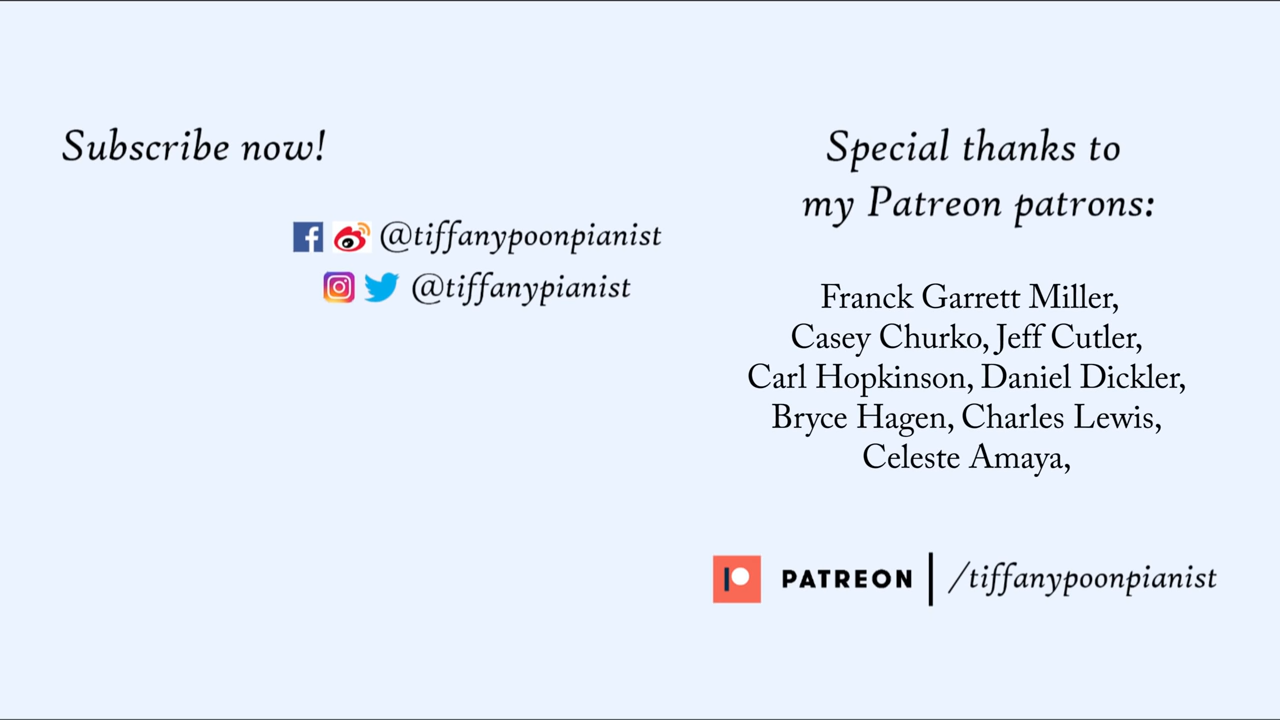 Subscribe now!
@tiffanypoonpianist
@tiffanypianist
Special thanks to
my Patreon patrons:
Franck Garrett Miller,
Casey Churko, Jeff Cutler,
Carl Hopkinson, Daniel Dickler,
Bryce Hagen, Charles Lewis,
Celeste Amaya,
PATREON | /tiffanypoonpianist